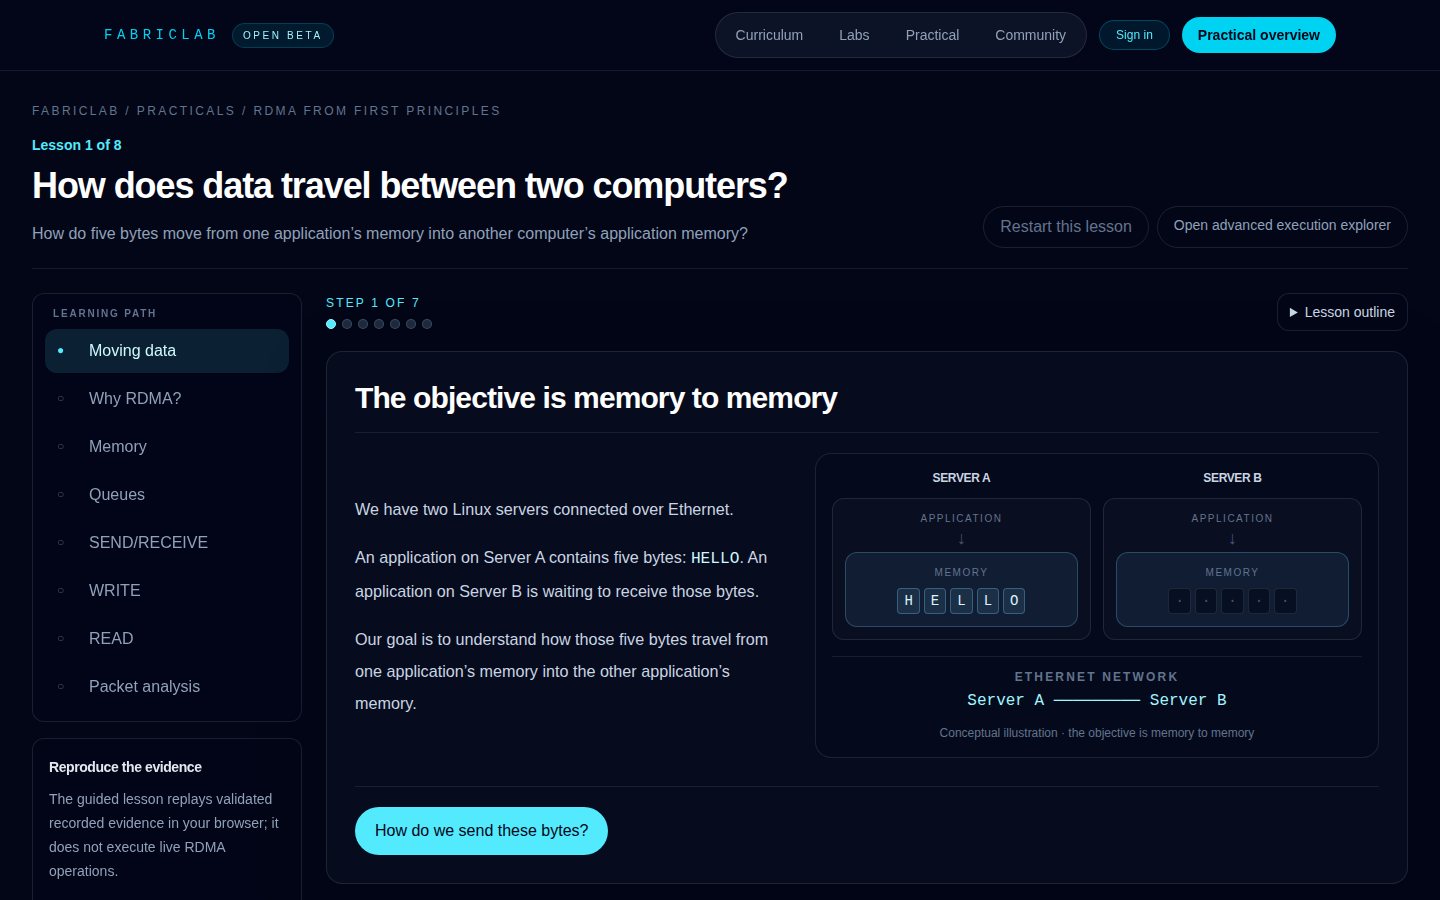 FABRICLAB OPEN BETA Curriculum Labs Practical Community Sign in Practical overview
FABRICLAB / PRACTICALS / RDMA FROM FIRST PRINCIPLES
Lesson 1 of 8
How does data travel between two computers?
How do five bytes move from one application’s memory into another computer’s application memory?
Restart this lesson Open advanced execution explorer
LEARNING PATH
Moving data
Why RDMA?
Memory
Queues
SEND/RECEIVE
WRITE
READ
Packet analysis
Reproduce the evidence
The guided lesson replays validated
recorded evidence in your browser; it
does not execute live RDMA
operations.
STEP 1 OF 7
▶ Lesson outline
The objective is memory to memory
We have two Linux servers connected over Ethernet.
An application on Server A contains five bytes: HELLO. An
application on Server B is waiting to receive those bytes.
Our goal is to understand how those five bytes travel from
one application’s memory into the other application’s
memory.
SERVER A
APPLICATION
↓
MEMORY
H E L L O
SERVER B
APPLICATION
↓
MEMORY
· · · · ·
ETHERNET NETWORK
Server A ───────── Server B
Conceptual illustration · the objective is memory to memory
How do we send these bytes?